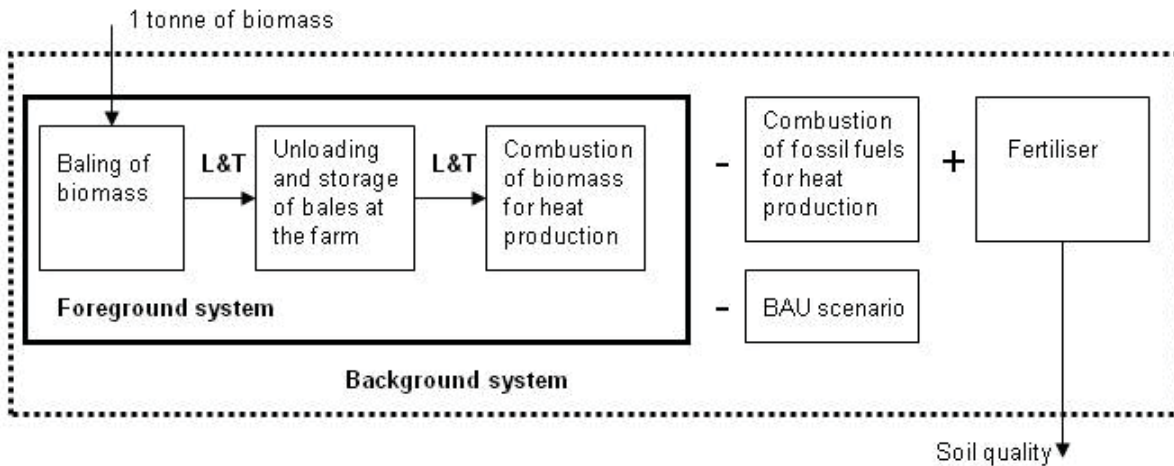 1 tonne of biomass
Baling of
biomass
L&T
Unloading
and storage
of bales at
the farm
L&T
Combustion
of biomass
for heat
production
Foreground system
-
Combustion
of fossil fuels
for heat
production
+
Fertiliser
-
BAU scenario
Background system
Soil quality